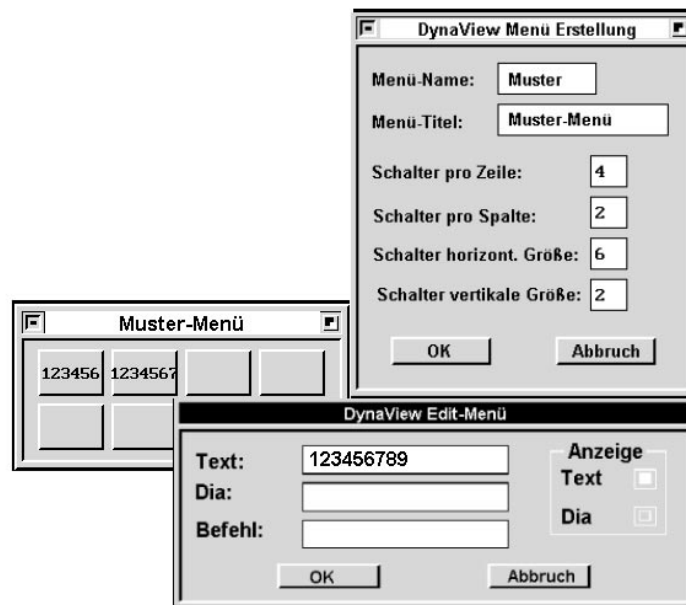 DynaView Menü Erstellung
Menü-Name: Muster
Menü-Titel: Muster-Menü
Schalter pro Zeile: 4
Schalter pro Spalte: 2
Schalter horizont. Größe: 6
Schalter vertikale Größe: 2
OK Abbruch
Muster-Menü
123456 1234567
DynaView Edit-Menü
Text: 123456789
Dia:
Befehl:
Anzeige
Text
Dia
OK Abbruch